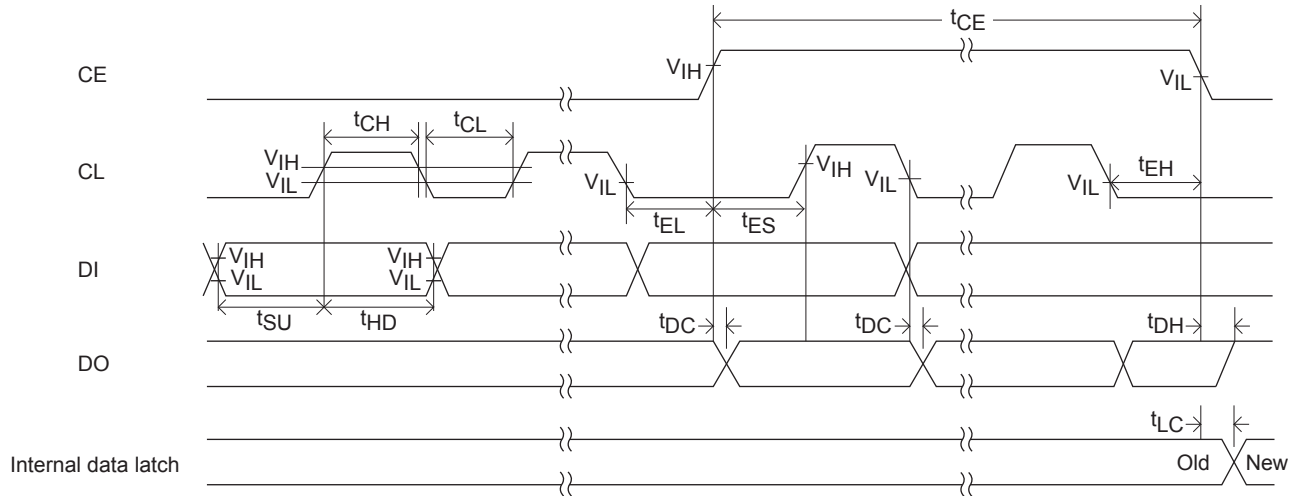 tCE
CE
VIH
VIL
tCH
tCL
CL
VIH
VIL
VIL
VIH
VIL
VIL
tEH
tEL
tES
DI
VIH
VIL
VIH
VIL
tSU
tHD
tDC
tDC
tDH
DO
tLC
Internal data latch
Old
New